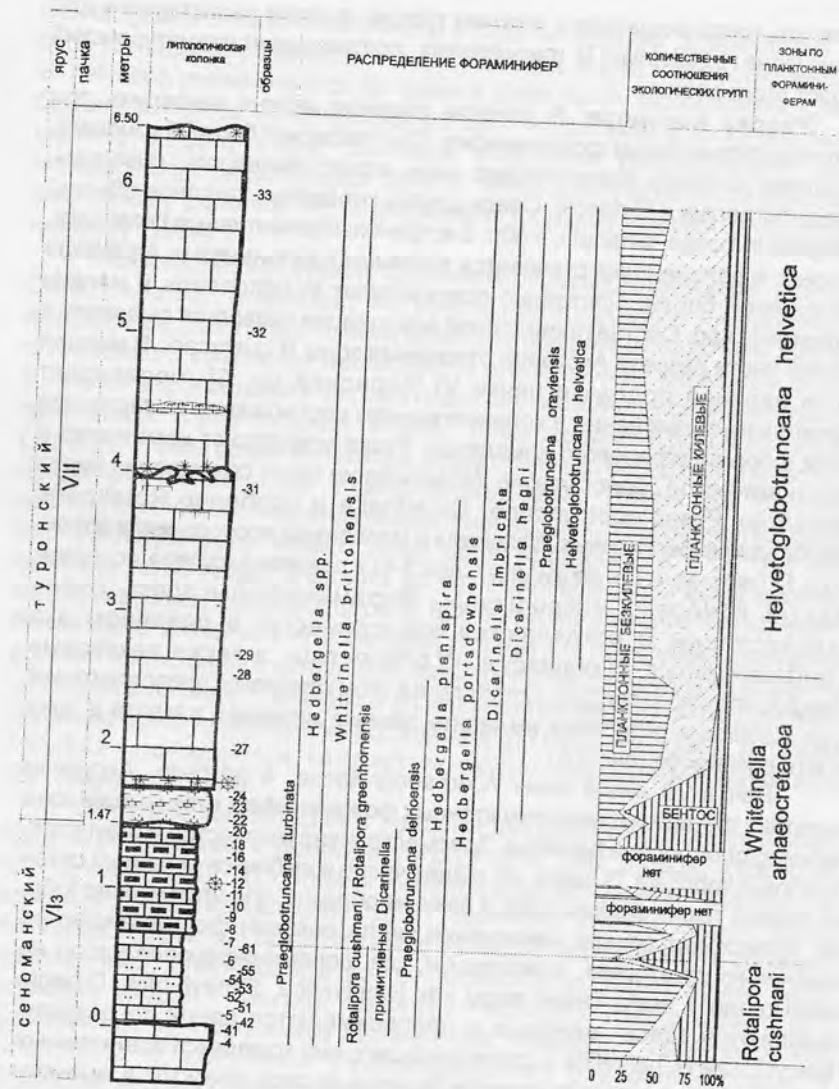 ярус
пачка
метры
литологическая
колонка
образцы
РАСПРЕДЕЛЕНИЕ ФОРАМИНИФЕР
КОЛИЧЕСТВЕННЫЕ
СООТНОШЕНИЯ
ЭКОЛОГИЧЕСКИХ ГРУПП
ЗОНЫ ПО
ПЛАНКТОННЫМ
ФОРАМИНИ-
ФЕРАМ
туронский
сеноманский
VII
VI3
6.50
6
5
4
3
2
1.47
1
0
-33
-32
-31
-29
-28
-27
-24
-23
-22
-20
-18
-16
-14
-12
-11
-10
-9
-8
-7
-61
-6
-55
-54
-53
-52
-51
-5
-42
-41
-4
Praeglobotruncana turbinata
Hedbergella spp.
Whiteinella brittonensis
Rotalipora cushmani / Rotalipora greenhornensis
примитивные Dicarinella
Praeglobotruncana delrioensis
Hedbergella planispira
Hedbergella portsdownensis
Dicarinella imbricata
Dicarinella hagni
Praeglobotruncana oraviensis
Helvetoglobotruncana helvetica
ПЛАНКТОННЫЕ БЕЗКИЛЕВЫЕ
ПЛАНКТОННЫЕ КИЛЕВЫЕ
БЕНТОС
фораминифер
нет
фораминифер нет
0 25 50 75 100%
Helvetoglobotruncana helvetica
Whiteinella
arhaeocretacea
Rotalipora
cushmani